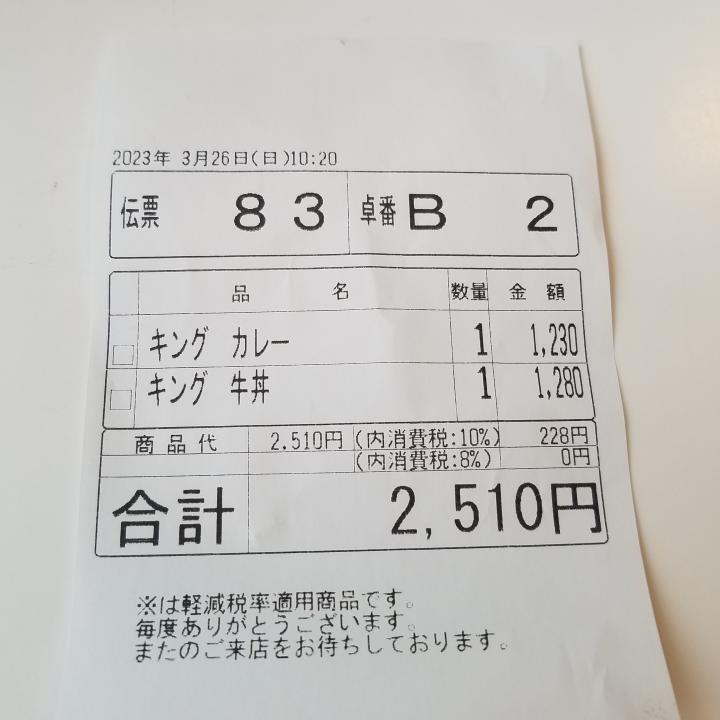 2023年 3月26日(日)10:20
伝票 83 卓番 B 2
品名 数量 金額
キング カレー 1 1,230
キング 牛丼 1 1,280
商品代 2.510円 (内消費税:10%) 228円
(内消費税:8%) 0円
合計 2,510円
※は軽減税率適用商品です。
毎度ありがとうございます。
またのご来店をお待ちしております。